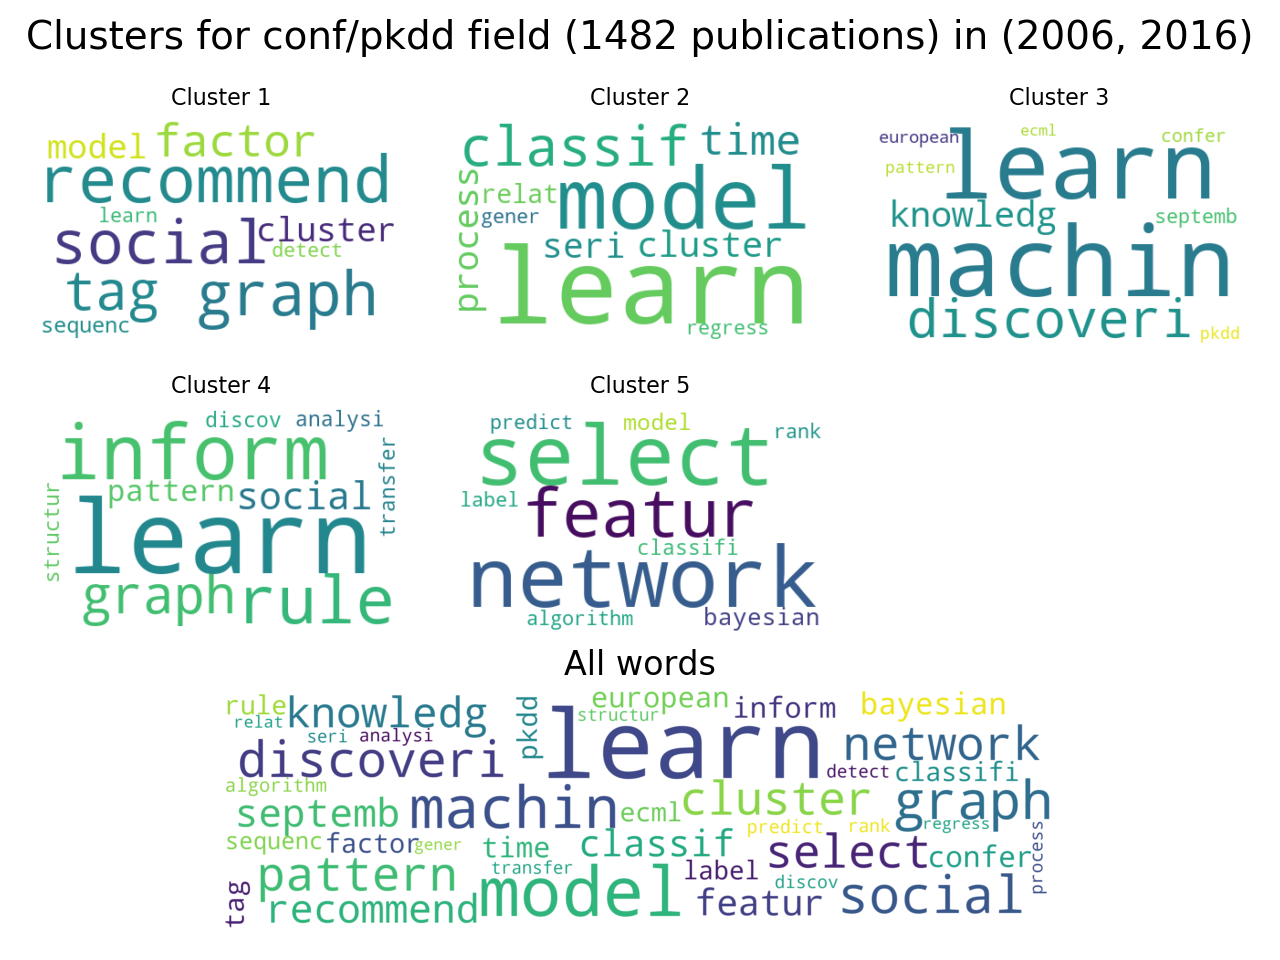 Clusters for conf/pkdd field (1482 publications) in (2006, 2016)
Cluster 1
model factor
recommend
learn
social cluster
detect
tag graph
sequenc
Cluster 2
classif time
process relat model
gener
seri cluster
learn
regress
Cluster 3
european ecml confer
pattern learn
knowledg septemb
machin
discoveri pkdd
Cluster 4
discov analysi
inform
pattern social transfer
structur learn
graph rule
Cluster 5
predict model rank
select
label featur
classifi
network
algorithm bayesian
All words
rule knowledg pkdd european inform bayesian
relat structur
seri analysi learn network
discoveri detect classifi
algorithm machin ecml cluster graph
septemb predict rank regress
sequenc factor gener time classif select confer process
pattern transfer model label discov
tag recommend featur social